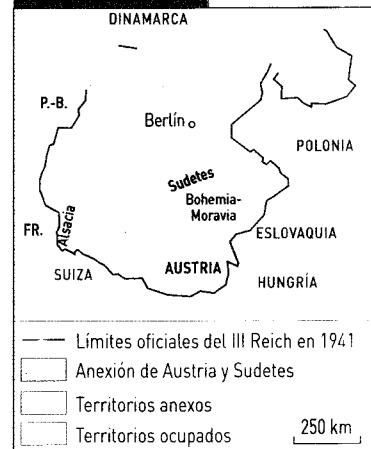 DINAMARCA
P.-B.
Berlín
POLONIA
Sudetes
Bohemia-
Moravia
FR.
Alsacia
ESLOVAQUIA
SUIZA
AUSTRIA
HUNGRÍA
Límites oficiales del III Reich en 1941
Anexión de Austria y Sudetes
Territorios anexos
Territorios ocupados
250 km